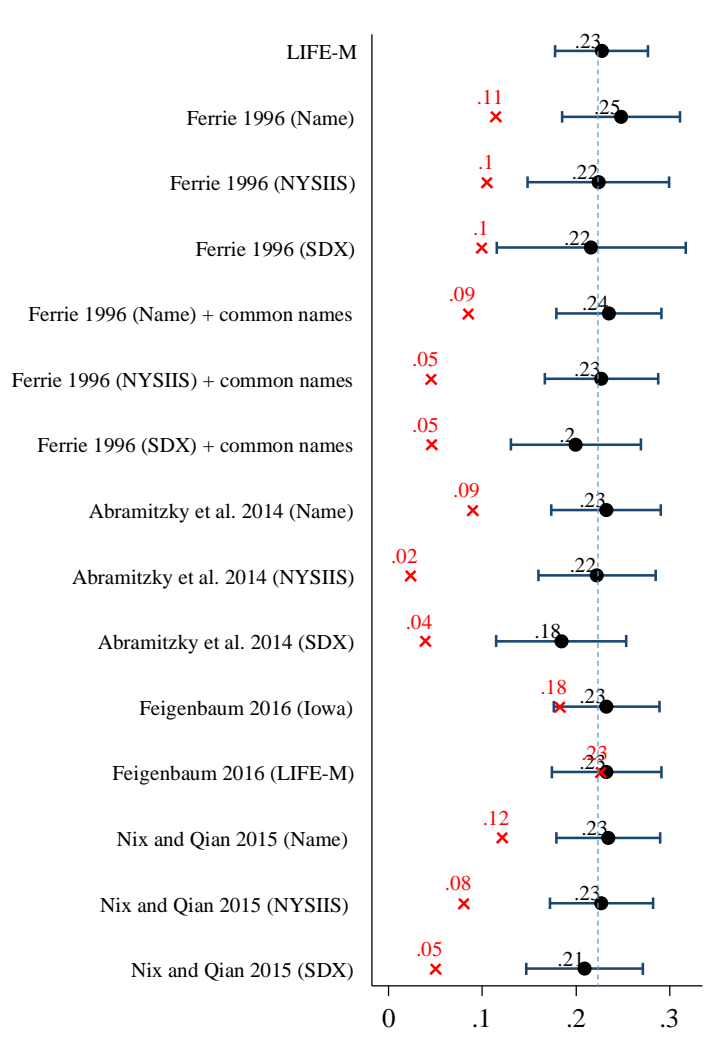 LIFE-M .23
.11
Ferrie 1996 (Name) .25
.1
Ferrie 1996 (NYSIIS) .22
.1
Ferrie 1996 (SDX) .22
.09
Ferrie 1996 (Name) + common names .24
.05
Ferrie 1996 (NYSIIS) + common names .23
.05
Ferrie 1996 (SDX) + common names .2
.09
Abramitzky et al. 2014 (Name) .23
.02
Abramitzky et al. 2014 (NYSIIS) .22
.04
Abramitzky et al. 2014 (SDX) .18
.18
Feigenbaum 2016 (Iowa) .23
.23
Feigenbaum 2016 (LIFE-M) .23
.12
Nix and Qian 2015 (Name) .23
.08
Nix and Qian 2015 (NYSIIS) .23
.05
Nix and Qian 2015 (SDX) .21
0 .1 .2 .3